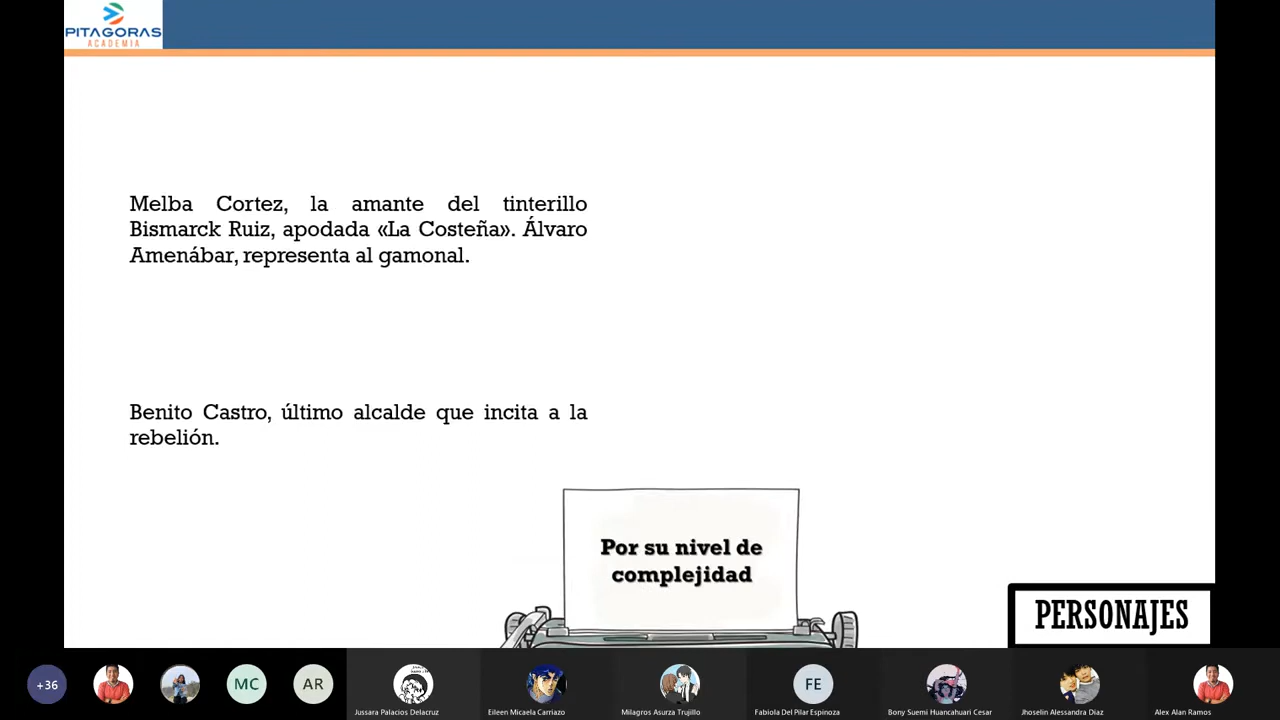 PITAGORAS
ACADEMIA
Melba Cortez, la amante del tinterillo
Bismarck Ruiz, apodada «La Costeña». Álvaro
Amenábar, representa al gamonal.
Benito Castro, último alcalde que incita a la
rebelión.
Por su nivel de
complejidad
PERSONAJES
+36
MC
AR
FE
Jussara Palacios Delacruz
Eileen Micaela Carriazo
Milagros Asurza Trujillo
Fabiola Del Pilar Espinoza
Bony Suemi Huancahuari Cesar
Jhoselin Alessandra Diaz
Alex Alan Ramos